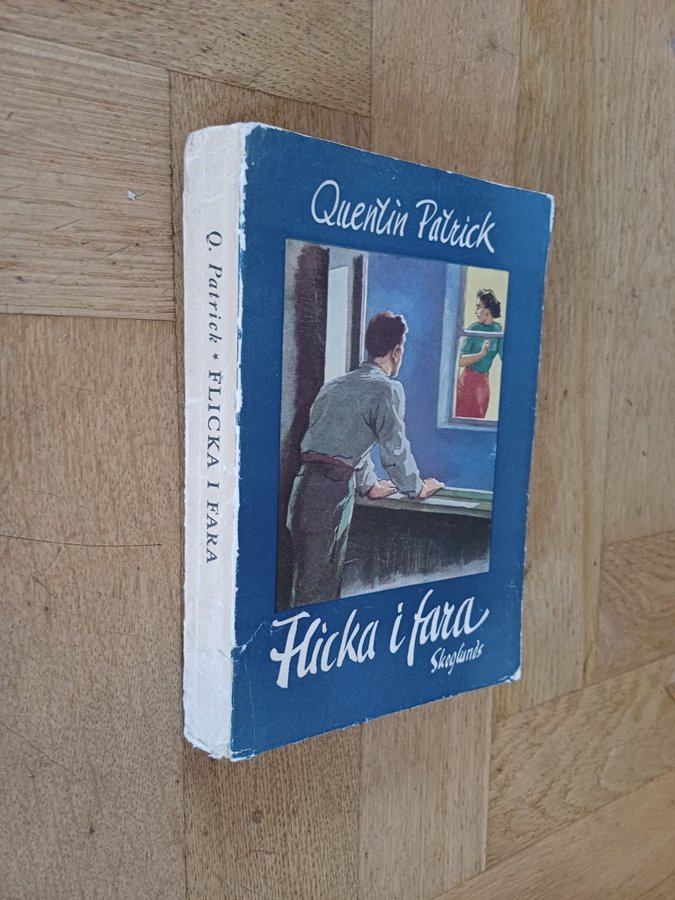 Quentin Patrick
Flicka i fara
Skoglunds
Q. Patrick * FLICKA I FARA